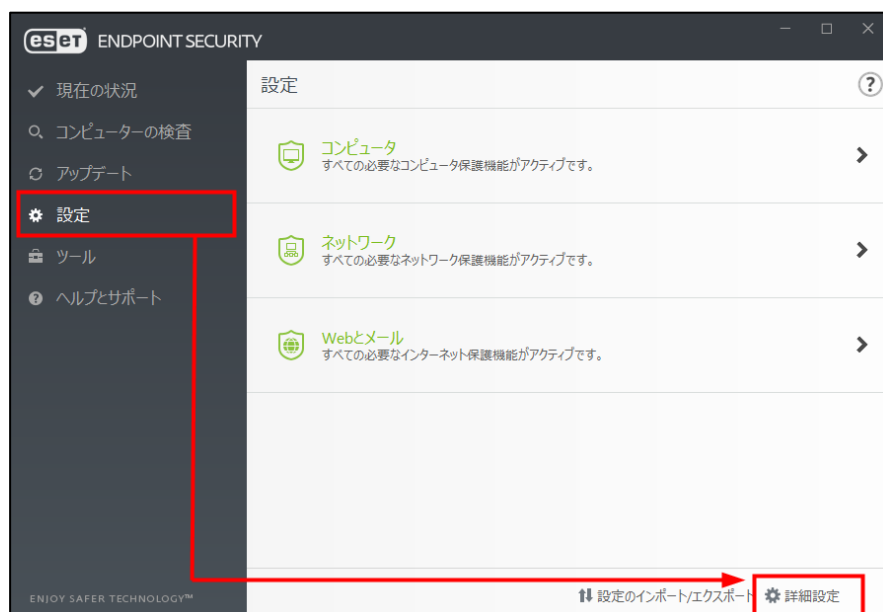 eset ENDPOINT SECURITY
現在の状況
コンピューターの検査
アップデート
設定
ツール
ヘルプとサポート
ENJOY SAFER TECHNOLOGY™
設定
?
コンピュータ
すべての必要なコンピュータ保護機能がアクティブです。
ネットワーク
すべての必要なネットワーク保護機能がアクティブです。
Webとメール
すべての必要なインターネット保護機能がアクティブです。
設定のインポート/エクスポート
詳細設定